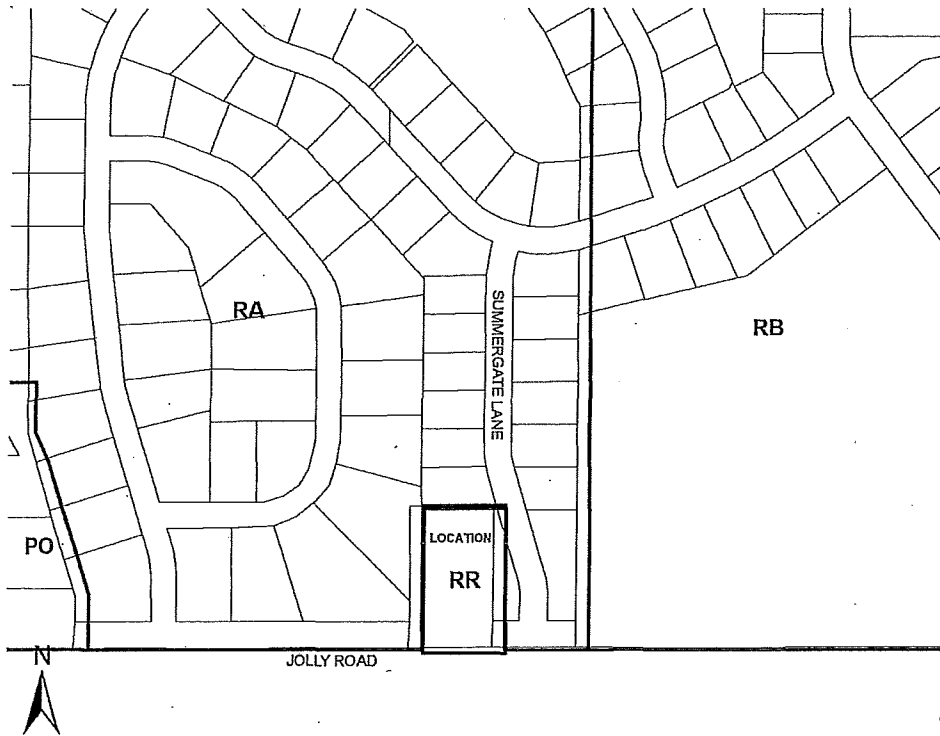 RA
SUMMERGATE LANE
RB
PO
LOCATION
RR
N
JOLLY ROAD